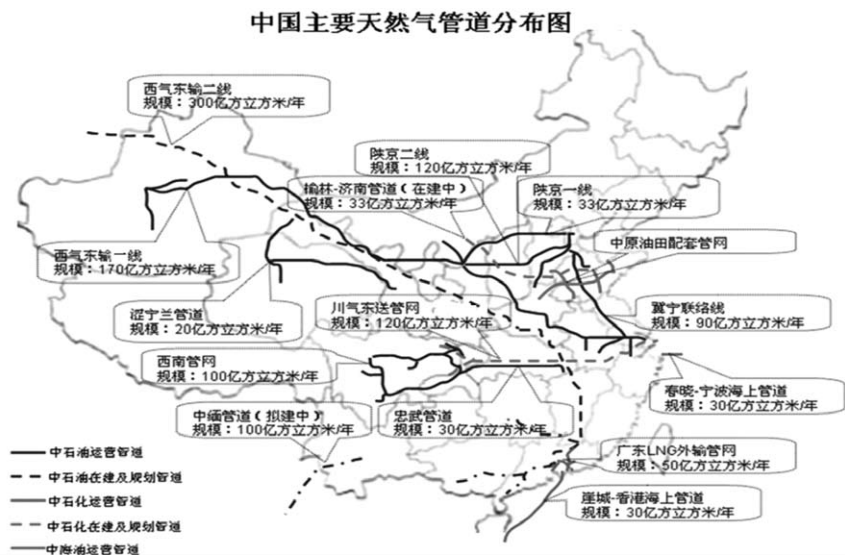 中国主要天然气管道分布图
西气东输二线
规模：300亿方立方米/年
陕京二线
规模：120亿方立方米/年
榆林-济南管道（在建中）
规模：33亿方立方米/年
陕京一线
规模：33亿方立方米/年
中原油田配套管网
西气东输一线
规模：170亿方立方米/年
涩宁兰管道
规模：20亿方立方米/年
川气东送管网
规模：120亿方立方米/年
冀宁联络线
规模：90亿方立方米/年
西南管网
规模：100亿方立方米/年
春晓-宁波海上管道
规模：30亿方立方米/年
中缅管道（拟建中）
规模：100亿方立方米/年
忠武管道
规模：30亿方立方米/年
广东LNG外输管网
规模：50亿方立方米/年
崖城-香港海上管道
规模：30亿方立方米/年
中石油运营管道
中石油在建及规划管道
中石化运营管道
中石化在建及规划管道
中海油运营管道